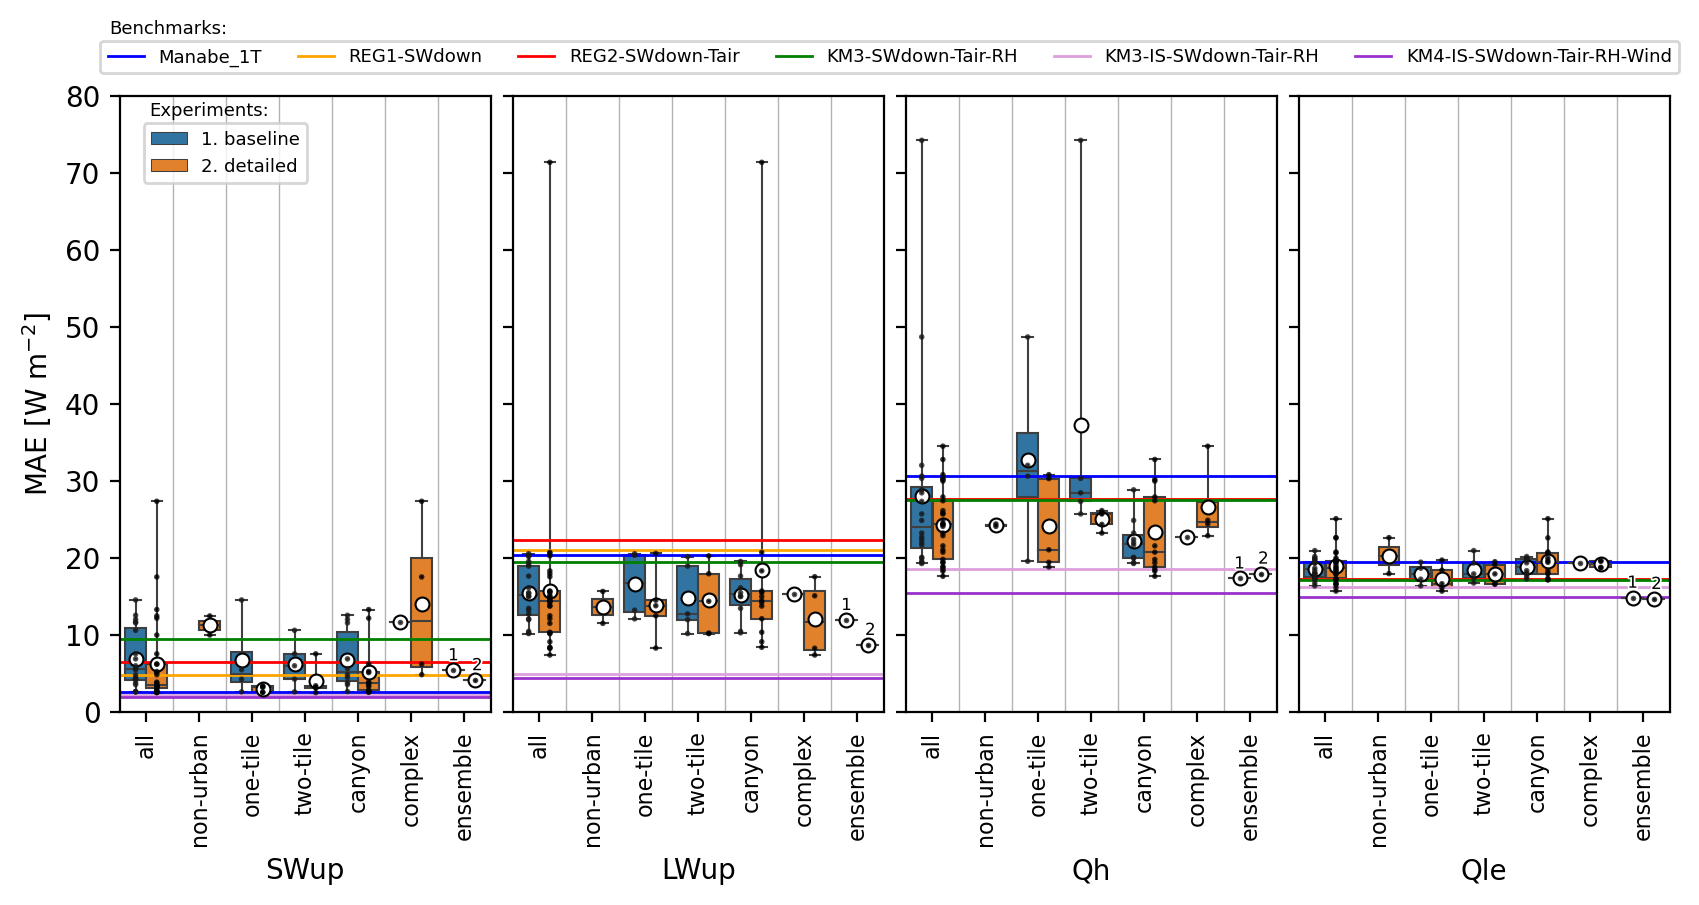 Benchmarks:
Manabe_1T REG1-SWdown REG2-SWdown-Tair KM3-SWdown-Tair-RH KM3-IS-SWdown-Tair-RH KM4-IS-SWdown-Tair-RH-Wind
Experiments:
1. baseline
2. detailed
80
70
60
50
40
30
20
10
0
MAE [W m⁻²]
1
2
1
2
1
2
1
2
all non-urban one-tile two-tile canyon complex ensemble
all non-urban one-tile two-tile canyon complex ensemble
all non-urban one-tile two-tile canyon complex ensemble
all non-urban one-tile two-tile canyon complex ensemble
SWup LWup Qh Qle